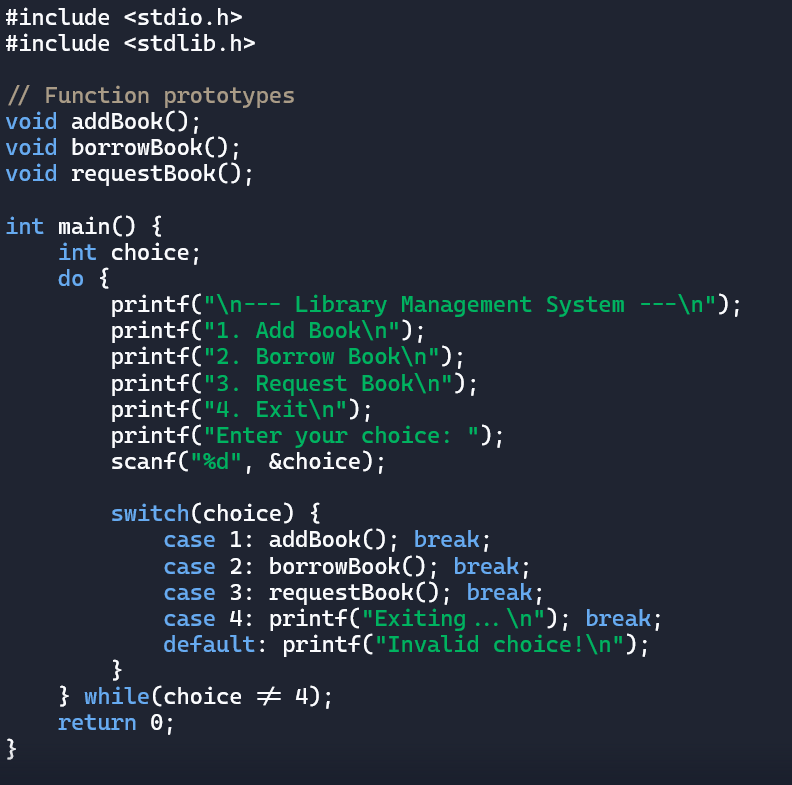 #include <stdio.h>
#include <stdlib.h>

// Function prototypes
void addBook();
void borrowBook();
void requestBook();

int main() {
    int choice;
    do {
        printf("\n--- Library Management System ---\n");
        printf("1. Add Book\n");
        printf("2. Borrow Book\n");
        printf("3. Request Book\n");
        printf("4. Exit\n");
        printf("Enter your choice: ");
        scanf("%d", &choice);

        switch(choice) {
            case 1: addBook(); break;
            case 2: borrowBook(); break;
            case 3: requestBook(); break;
            case 4: printf("Exiting...\n"); break;
            default: printf("Invalid choice!\n");
        }
    } while(choice != 4);
    return 0;
}